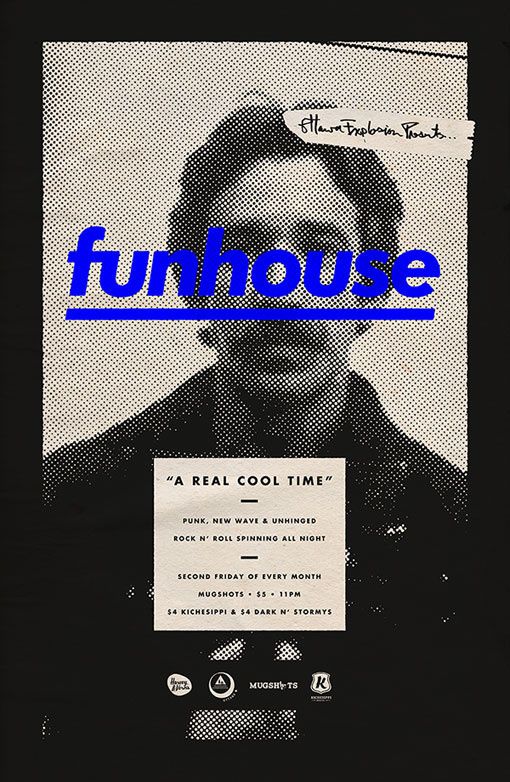 Ottawa Explosion Presents...
funhouse
"A REAL COOL TIME"
PUNK, NEW WAVE & UNHINGED
ROCK N' ROLL SPINNING ALL NIGHT
SECOND FRIDAY OF EVERY MONTH
MUGSHOTS • $5 • 11PM
$4 KICHESIPPI & $4 DARK N' STORMYS
MUGSHOTS
K
KICHESIPPI